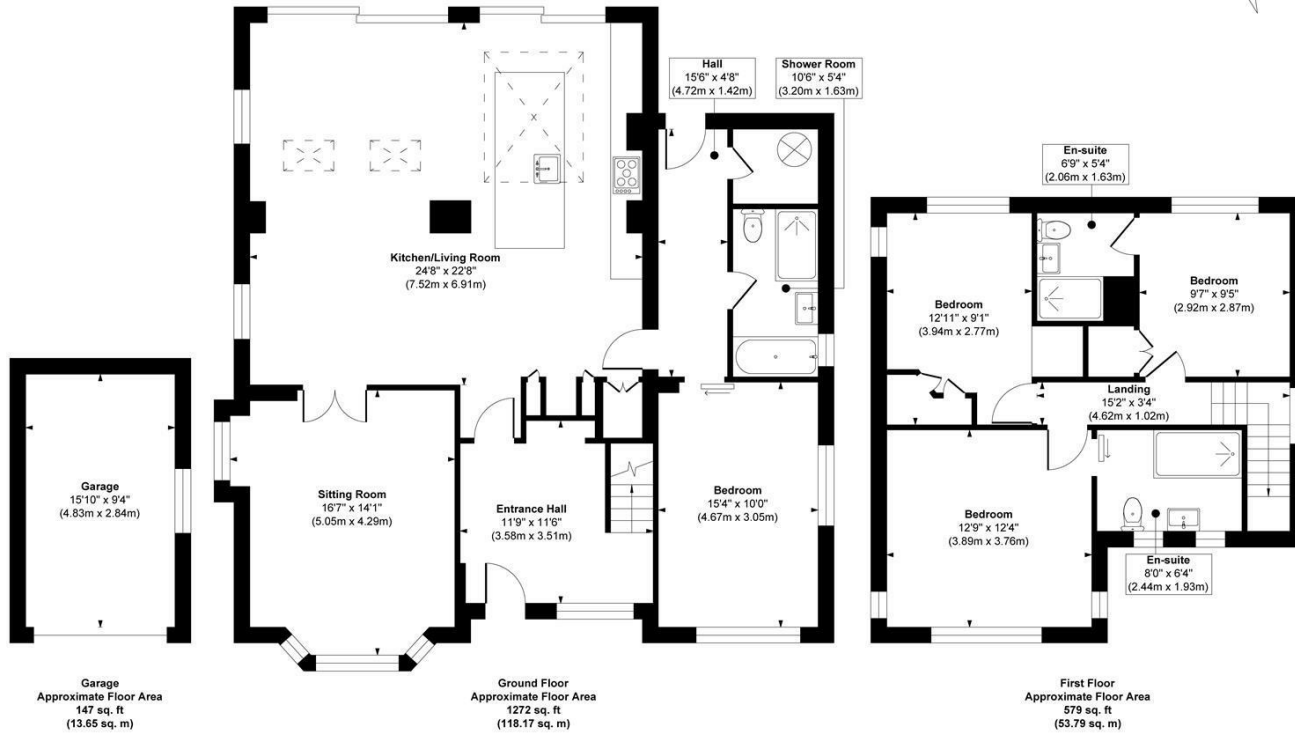 Hall
15'6" x 4'8"
(4.72m x 1.42m)
Shower Room
10'6" x 5'4"
(3.20m x 1.63m)
Kitchen/Living Room
24'8" x 22'8"
(7.52m x 6.91m)
Garage
15'10" x 9'4"
(4.83m x 2.84m)
Sitting Room
16'7" x 14'1"
(5.05m x 4.29m)
Entrance Hall
11'9" x 11'6"
(3.58m x 3.51m)
Bedroom
15'4" x 10'0"
(4.67m x 3.05m)
En-suite
6'9" x 5'4"
(2.06m x 1.63m)
Bedroom
12'11" x 9'1"
(3.94m x 2.77m)
Bedroom
9'7" x 9'5"
(2.92m x 2.87m)
Landing
15'2" x 3'4"
(4.62m x 1.02m)
Bedroom
12'9" x 12'4"
(3.89m x 3.76m)
En-suite
8'0" x 6'4"
(2.44m x 1.93m)
Garage
Approximate Floor Area
147 sq. ft
(13.65 sq. m)
Ground Floor
Approximate Floor Area
1272 sq. ft
(118.17 sq. m)
First Floor
Approximate Floor Area
579 sq. ft
(53.79 sq. m)